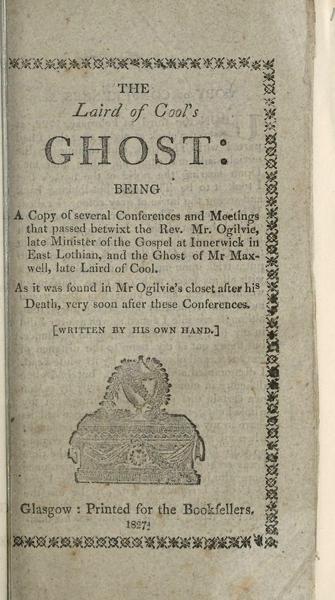 THE
Laird of Cool's
GHOST:
BEING
A Copy of several Conferences and Meetings
that passed betwixt the Rev. Mr. Ogilvie,
late Minister of the Gospel at Innerwick in
East Lothian, and the Ghost of Mr Max-
well, late Laird of Cool.
As it was found in Mr Ogilvie's closet after his
Death, very soon after these Conferences.
[WRITTEN BY HIS OWN HAND.]
Glasgow: Printed for the Bookſellers.
1827.